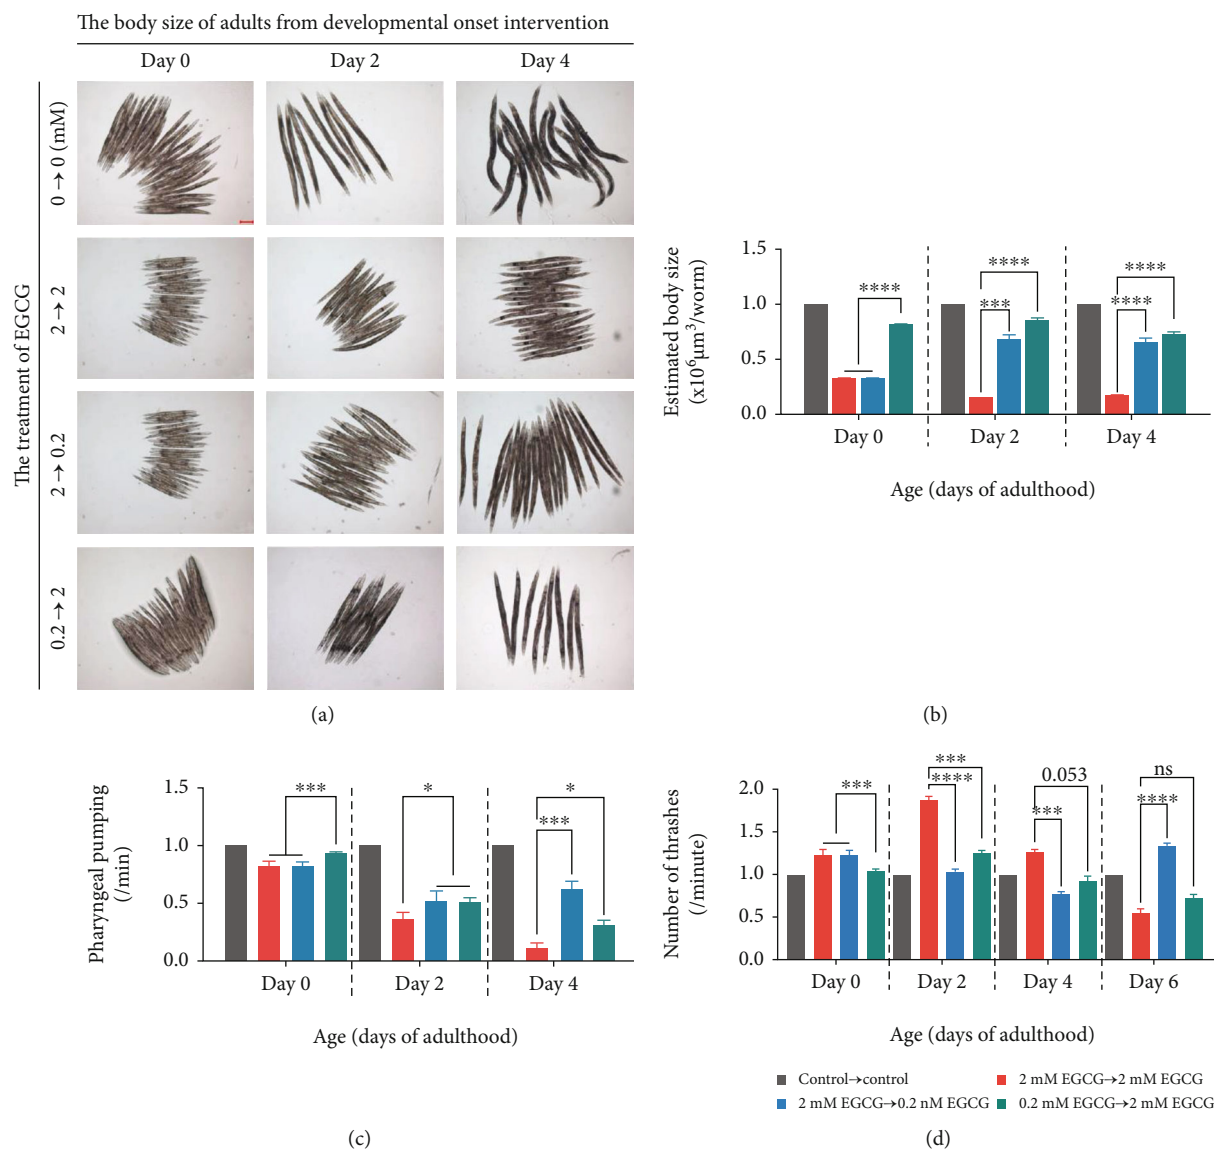 The body size of adults from developmental onset intervention
Day 0 Day 2 Day 4
The treatment of EGCG
0 → 0 (mM)
2 → 2
2 → 0.2
0.2 → 2
(a)
Estimated body size
(x10⁶μm³/worm)
1.5
1.0
0.5
0.0
****
***
****
****
****
Day 0 Day 2 Day 4
Age (days of adulthood)
(b)
Pharyngeal pumping
(/min)
1.5
1.0
0.5
0.0
***
*
*
***
Day 0 Day 2 Day 4
Age (days of adulthood)
(c)
Number of thrashes
(/minute)
2.0
1.5
1.0
0.5
0.0
***
***
****
0.053
***
ns
****
Day 0 Day 2 Day 4 Day 6
Age (days of adulthood)
Control→control 2 mM EGCG→2 mM EGCG
2 mM EGCG→0.2 nM EGCG 0.2 mM EGCG→2 mM EGCG
(d)